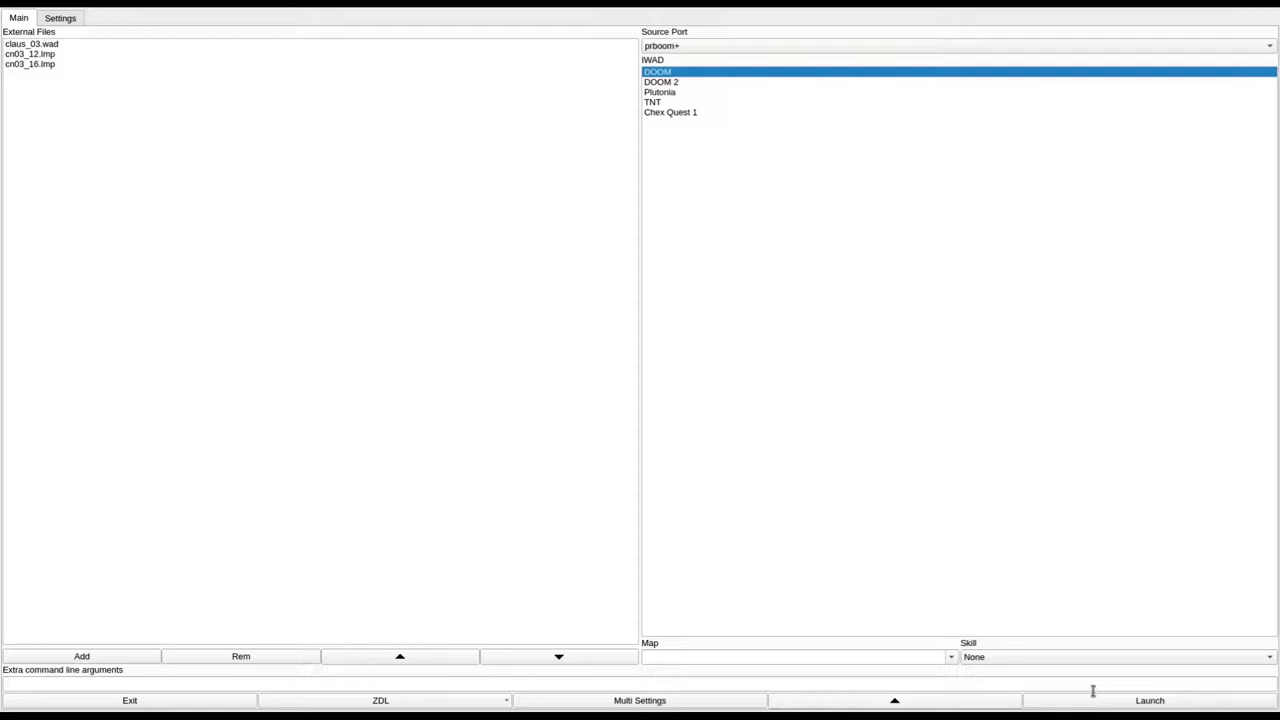 Main Settings
External Files
claus_03.wad
cn03_12.lmp
cn03_16.lmp
Add Rem
Source Port
prboom+
IWAD
DOOM
DOOM 2
Plutonia
TNT
Chex Quest 1
Map Skill
None
Extra command line arguments
Exit ZDL Multi Settings Launch